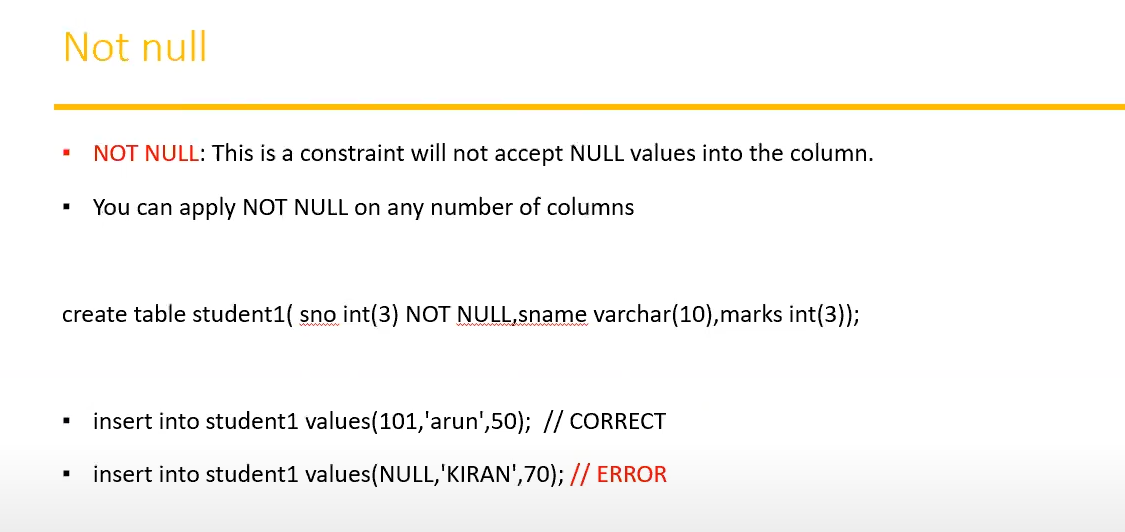 Not null
▪ NOT NULL: This is a constraint will not accept NULL values into the column.
▪ You can apply NOT NULL on any number of columns
create table student1( sno int(3) NOT NULL,sname varchar(10),marks int(3));
▪ insert into student1 values(101,'arun',50); // CORRECT
▪ insert into student1 values(NULL,'KIRAN',70); // ERROR